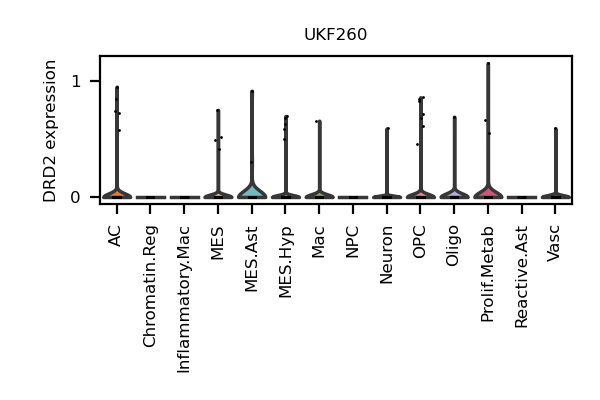 UKF260
DRD2 expression
1
0
AC
Chromatin.Reg
Inflammatory.Mac
MES
MES.Ast
MES.Hyp
Mac
NPC
Neuron
OPC
Oligo
Prolif.Metab
Reactive.Ast
Vasc